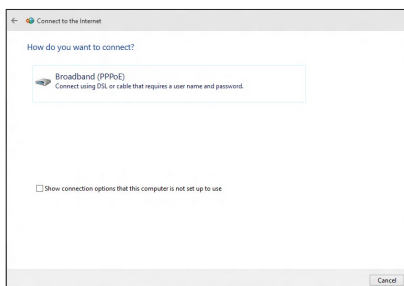 Connect to the Internet
How do you want to connect?
Broadband (PPPoE)
Connect using DSL or cable that requires a user name and password.
Show connection options that this computer is not set up to use
Cancel